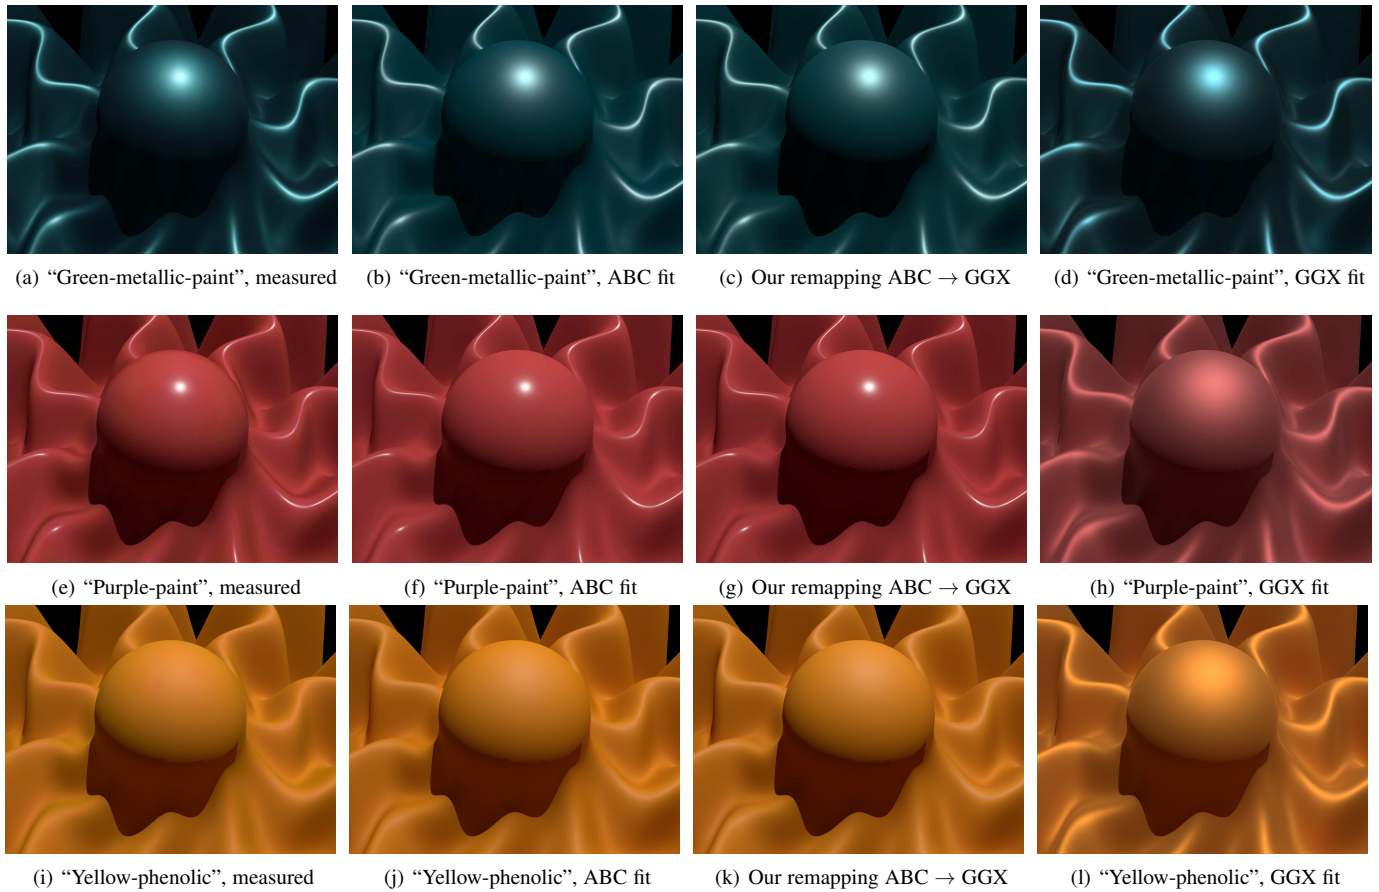 (a) “Green-metallic-paint”, measured
(b) “Green-metallic-paint”, ABC fit
(c) Our remapping ABC → GGX
(d) “Green-metallic-paint”, GGX fit
(e) “Purple-paint”, measured
(f) “Purple-paint”, ABC fit
(g) Our remapping ABC → GGX
(h) “Purple-paint”, GGX fit
(i) “Yellow-phenolic”, measured
(j) “Yellow-phenolic”, ABC fit
(k) Our remapping ABC → GGX
(l) “Yellow-phenolic”, GGX fit